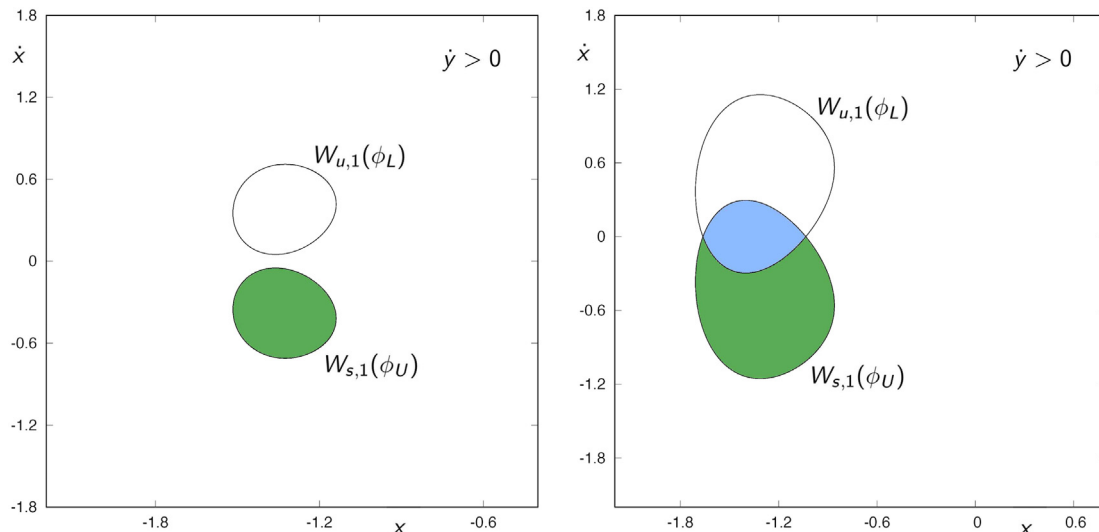 1.8
ẋ
ẏ > 0
1.2
W_{u,1}(ϕ_L)
0.6
0
-0.6
W_{s,1}(ϕ_U)
-1.2
-1.8
-1.8 -1.2 -0.6
x
1.8
ẋ
ẏ > 0
1.2
W_{u,1}(ϕ_L)
0.6
0
-0.6
W_{s,1}(ϕ_U)
-1.2
-1.8
-1.8 -1.2 -0.6 0 0.6
x